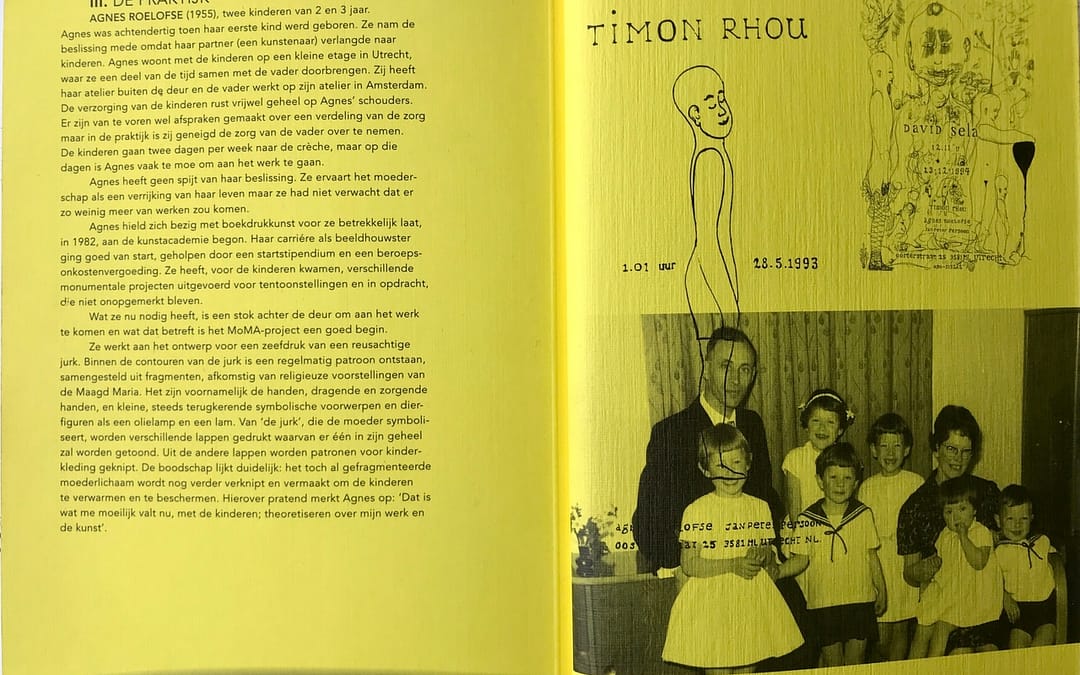 III. DE PRAKTIJK
AGNES ROELOFSE (1955), twee kinderen van 2 en 3 jaar.
Agnes was achtendertig toen haar eerste kind werd geboren. Ze nam de
beslissing mede omdat haar partner (een kunstenaar) verlangde naar
kinderen. Agnes woont met de kinderen op een kleine etage in Utrecht,
waar ze een deel van de tijd samen met de vader doorbrengen. Zij heeft
haar atelier buiten de deur en de vader werkt op zijn atelier in Amsterdam.
De verzorging van de kinderen rust vrijwel geheel op Agnes' schouders.
Er zijn van te voren wel afspraken gemaakt over een verdeling van de zorg
maar in de praktijk is zij geneigd de zorg van de vader over te nemen.
De kinderen gaan twee dagen per week naar de crèche, maar op die
dagen is Agnes vaak te moe om aan het werk te gaan.
Agnes heeft geen spijt van haar beslissing. Ze ervaart het moeder-
schap als een verrijking van haar leven maar ze had niet verwacht dat er
zo weinig meer van werken zou komen.
Agnes hield zich bezig met boekdrukkunst voor ze betrekkelijk laat,
in 1982, aan de kunstacademie begon. Haar carriére als beeldhouwster
ging goed van start, geholpen door een startstipendium en een beroeps-
onkostenvergoeding. Ze heeft, voor de kinderen kwamen, verschillende
monumentale projecten uitgevoerd voor tentoonstellingen en in opdracht,
die niet onopgemerkt bleven.
Wat ze nu nodig heeft, is een stok achter de deur om aan het werk
te komen en wat dat betreft is het MoMA-project een goed begin.
Ze werkt aan het ontwerp voor een zeefdruk van een reusachtige
jurk. Binnen de contouren van de jurk is een regelmatig patroon ontstaan,
samengesteld uit fragmenten, afkomstig van religieuze voorstellingen van
de Maagd Maria. Het zijn voornamelijk de handen, dragende en zorgende
handen, en kleine, steeds terugkerende symbolische voorwerpen en dier-
figuren als een olielamp en een lam. Van 'de jurk', die de moeder symboli-
seert, worden verschillende lappen gedrukt waarvan er één in zijn geheel
zal worden getoond. Uit de andere lappen worden patronen voor kinder-
kleding geknipt. De boodschap lijkt duidelijk: het toch al gefragmenteerde
moederlichaam wordt nog verder verknipt en vermaakt om de kinderen
te verwarmen en te beschermen. Hierover pratend merkt Agnes op: 'Dat is
wat me moeilijk valt nu, met de kinderen; theoretiseren over mijn werk en
de kunst'.
TIMON RHOU
1.01 uur 28.5.1993
DAVID sela
13.12.1994
TIMON RHOU
agnes roelofse
OFSE JANPETER PERSOON
25 3581 HL UTRECHT NL.